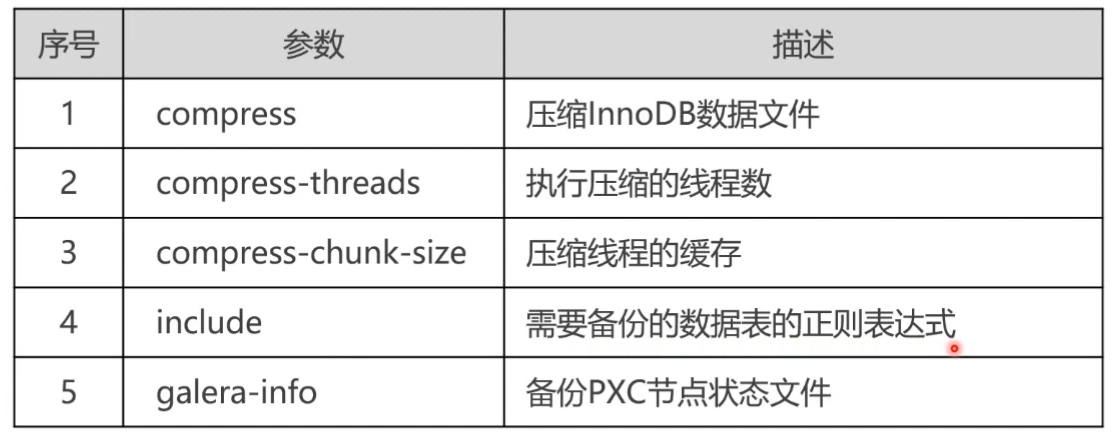 序号 参数 描述
1 compress 压缩InnoDB数据文件
2 compress-threads 执行压缩的线程数
3 compress-chunk-size 压缩线程的缓存
4 include 需要备份的数据表的正则表达式
5 galera-info 备份PXC节点状态文件